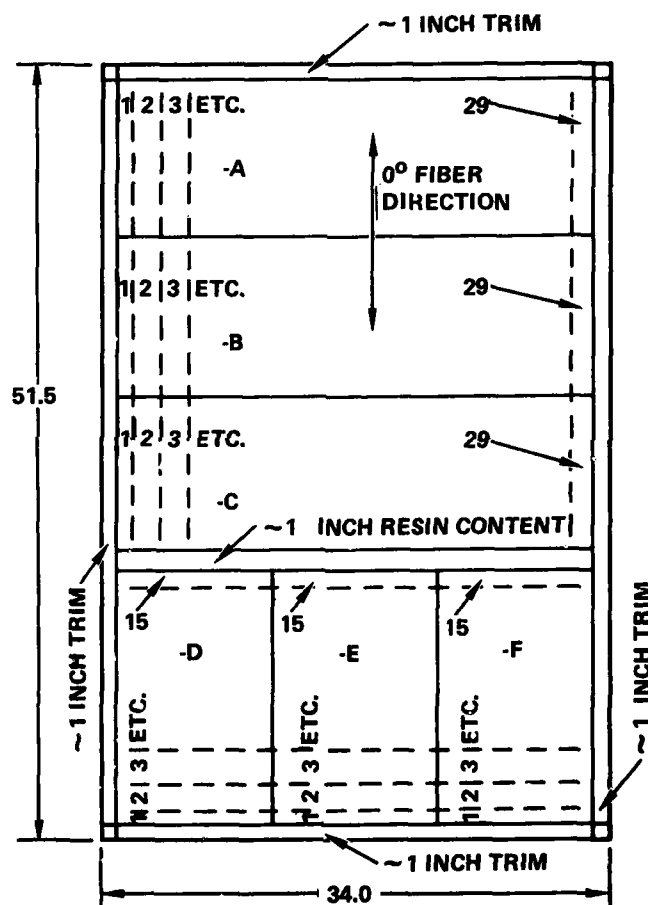 ~1 INCH TRIM
1 2 3 ETC.
29
-A
0° FIBER
DIRECTION
1 2 3 ETC.
29
-B
51.5
1 2 3 ETC.
29
-C
~1 INCH RESIN CONTENT
15
15
15
-D
-E
-F
~1 INCH TRIM
1 2 3 ETC.
1 2 3 ETC.
1 2 3 ETC.
~1 INCH TRIM
~1 INCH TRIM
34.0